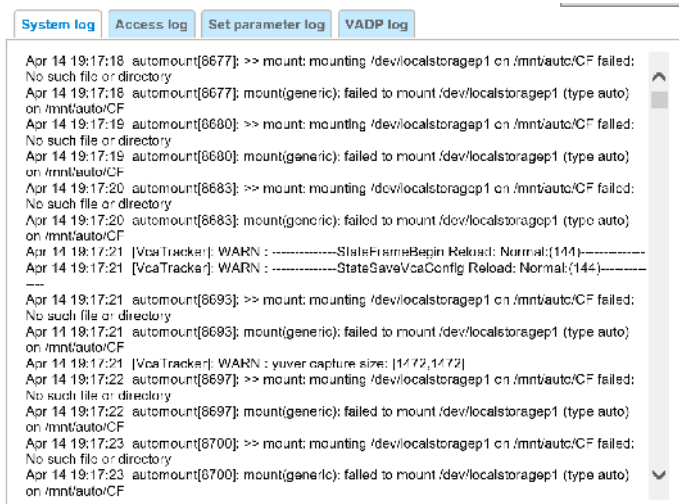 System log
Access log
Set parameter log
VADP log
Apr 14 19:17:18 automount[8677]: >> mount: mounting /dev/localstoragep1 on /mnt/auto/CF failed:
No such file or directory
Apr 14 19:17:18 automount[8677]: mount(generic): failed to mount /dev/localstoragep1 (type auto)
on /mnt/auto/CF
Apr 14 19:17:19 automount[8680]: >> mount: mounting /dev/localstoragep1 on /mnt/auto/CF failed:
No such file or directory
Apr 14 19:17:19 automount[8680]: mount(generic): failed to mount /dev/localstoragep1 (type auto)
on /mnt/auto/CF
Apr 14 19:17:20 automount[8683]: >> mount: mounting /dev/localstoragep1 on /mnt/auto/CF failed:
No such file or directory
Apr 14 19:17:20 automount[8683]: mount(generic): failed to mount /dev/localstoragep1 (type auto)
on /mnt/auto/CF
Apr 14 19:17:21 [VcaTracker]: WARN : --------------StateFrameBegin Reload: Normal:(144)--------------
Apr 14 19:17:21 [VcaTracker]: WARN : --------------StateSaveVcaConfig Reload: Normal:(144)----------
----
Apr 14 19:17:21 automount[8693]: >> mount: mounting /dev/localstoragep1 on /mnt/auto/CF failed:
No such file or directory
Apr 14 19:17:21 automount[8693]: mount(generic): failed to mount /dev/localstoragep1 (type auto)
on /mnt/auto/CF
Apr 14 19:17:21 [VcaTracker]: WARN : yuver capture size: [1472,1472]
Apr 14 19:17:22 automount[8697]: >> mount: mounting /dev/localstoragep1 on /mnt/auto/CF failed:
No such file or directory
Apr 14 19:17:22 automount[8697]: mount(generic): failed to mount /dev/localstoragep1 (type auto)
on /mnt/auto/CF
Apr 14 19:17:23 automount[8700]: >> mount: mounting /dev/localstoragep1 on /mnt/auto/CF failed:
No such file or directory
Apr 14 19:17:23 automount[8700]: mount(generic): failed to mount /dev/localstoragep1 (type auto)
on /mnt/auto/CF